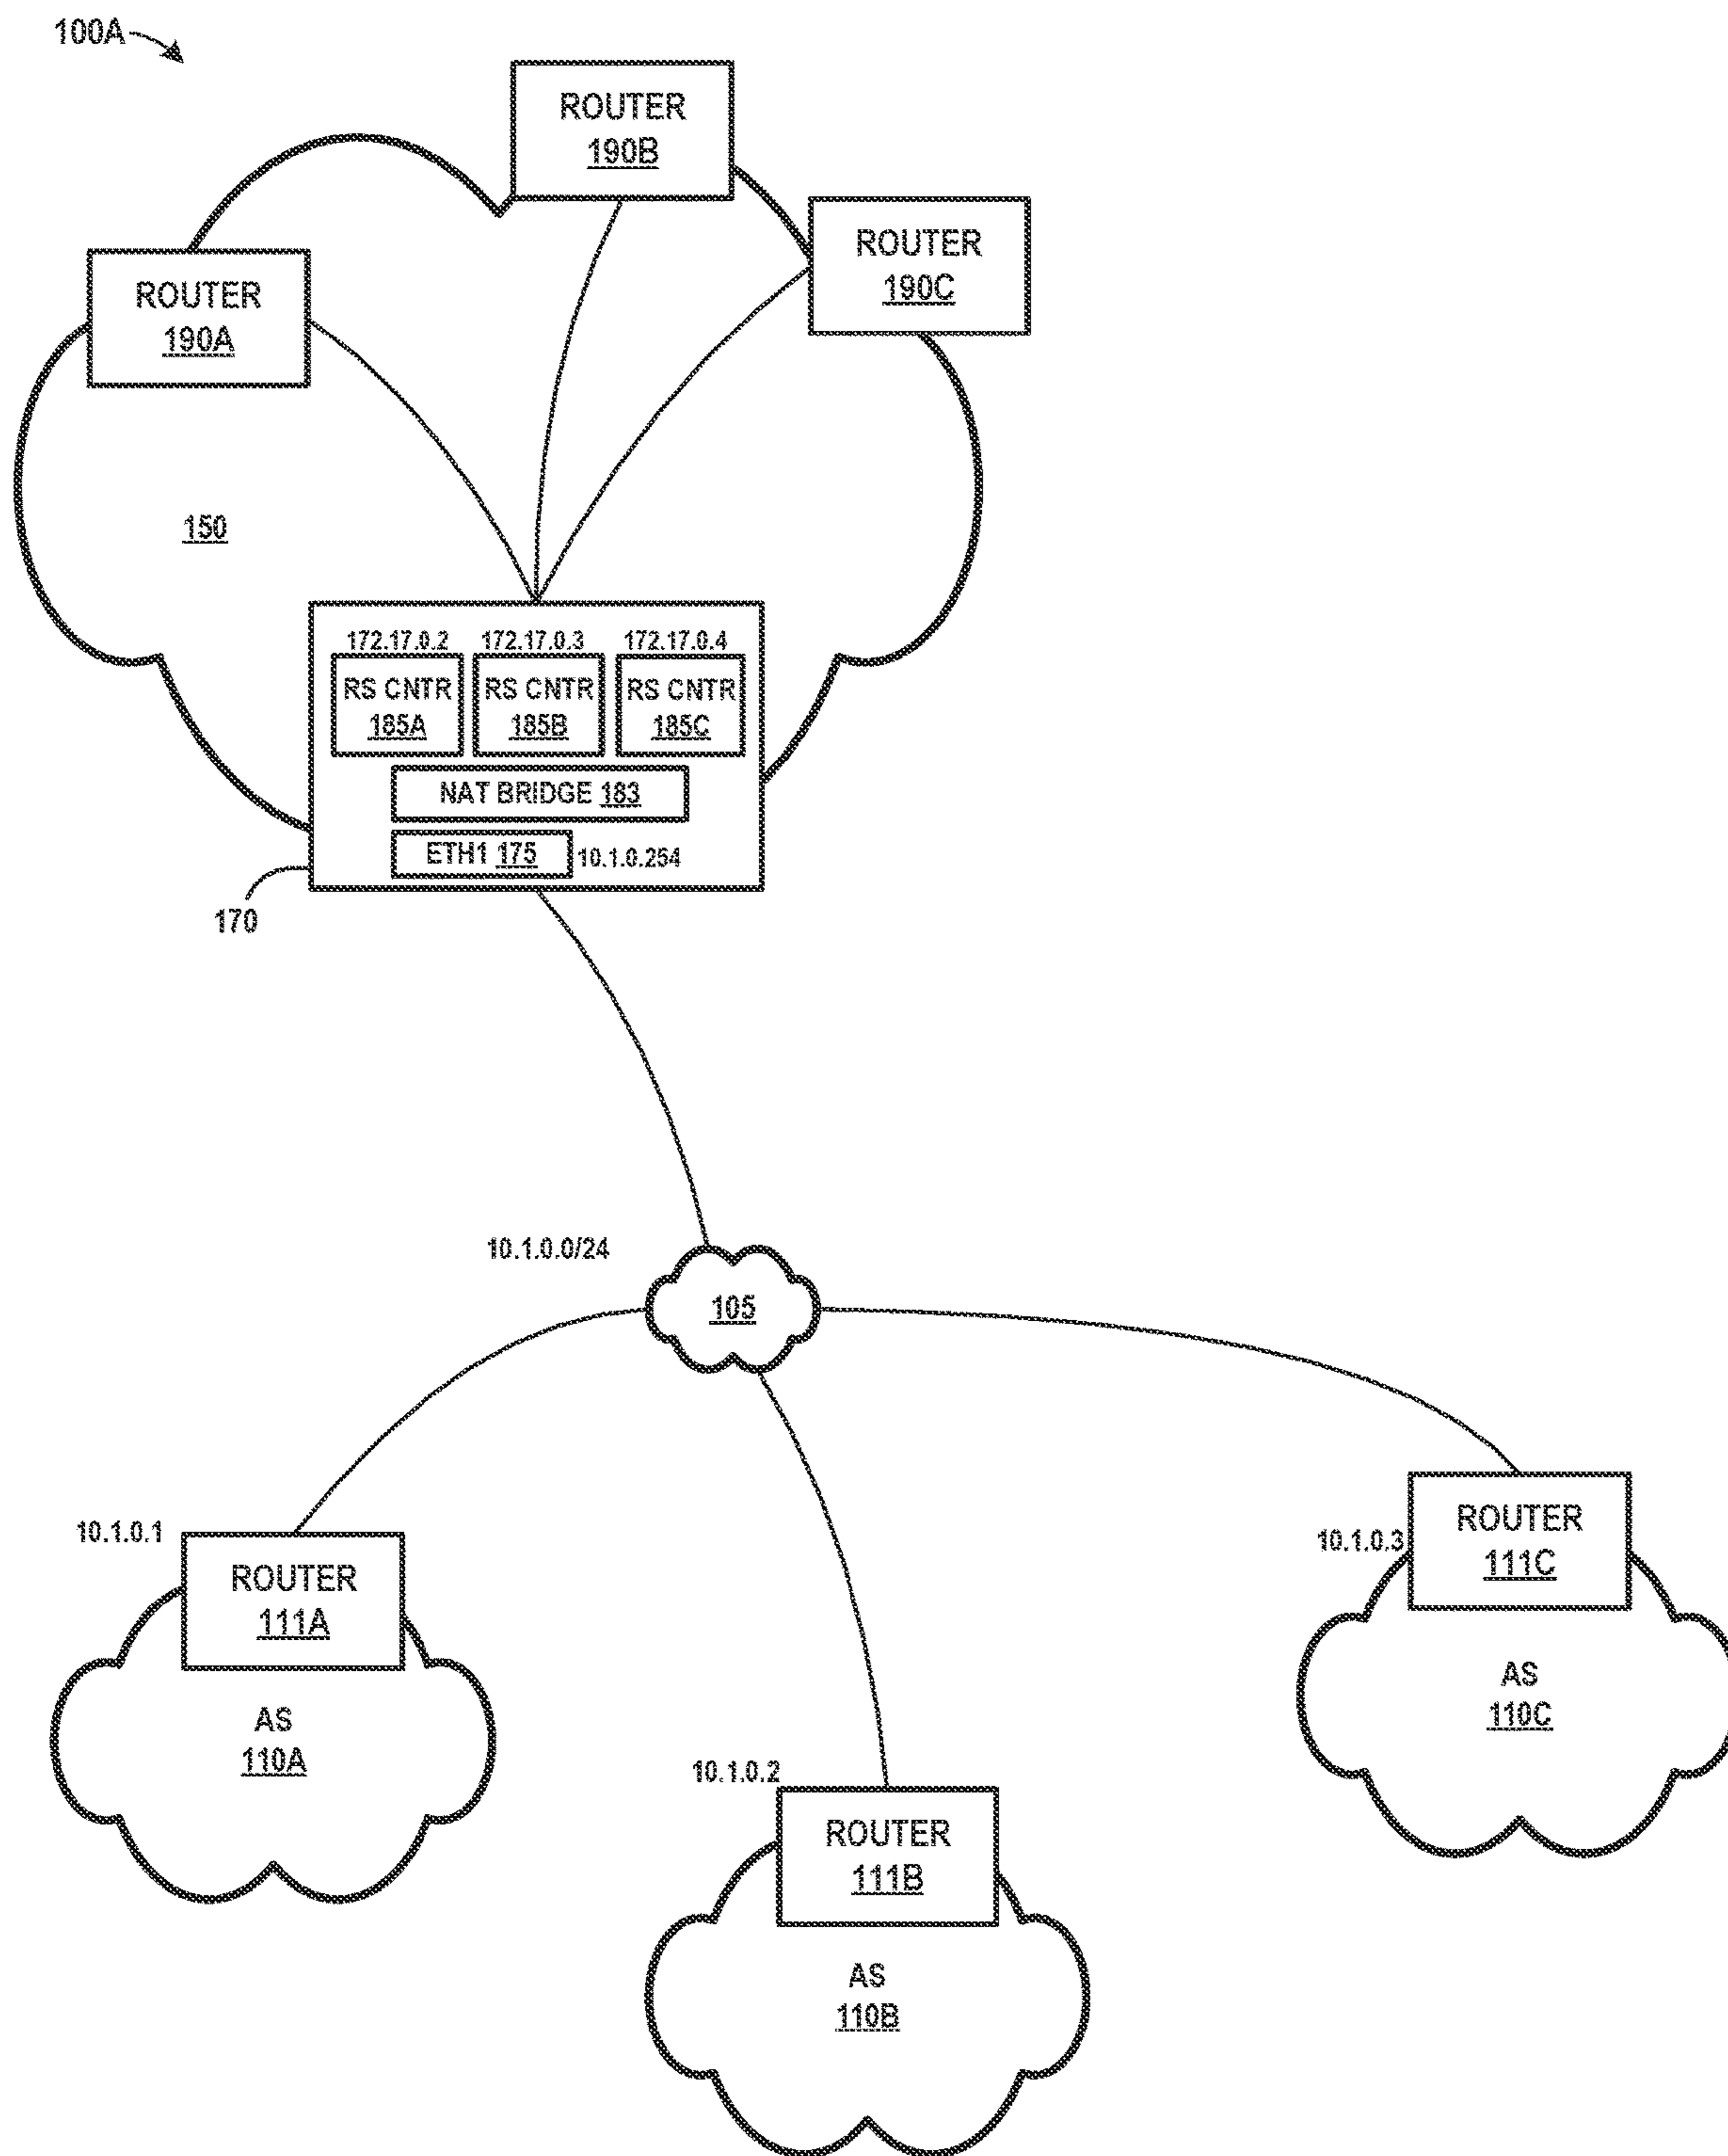 100A
ROUTER
190B
ROUTER
190C
ROUTER
190A
150
172.17.0.2 172.17.0.3 172.17.0.4
RS CNTR RS CNTR RS CNTR
185A 185B 185C
NAT BRIDGE 183
ETH1 175 10.1.0.254
170
10.1.0.0/24
105
10.1.0.1
ROUTER
111A
AS
110A
10.1.0.3
ROUTER
111C
AS
110C
10.1.0.2
ROUTER
111B
AS
110B